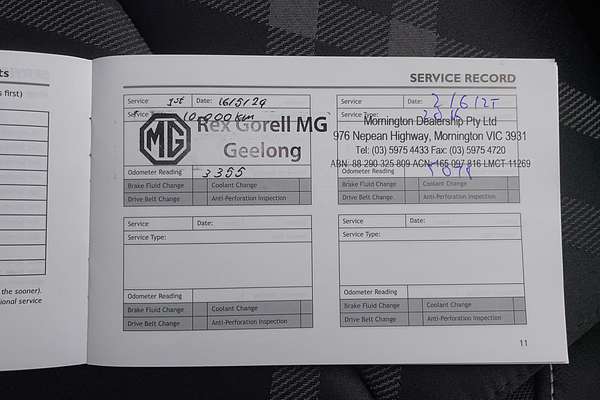 ts
s first)
the sooner).
ional service
SERVICE RECORD
Service 1st Date: 16/5/24
Service Type: 10,000km
MG Rex Gorell MG
Geelong
Odometer Reading 3355
Brake Fluid Change Coolant Change
Drive Belt Change Anti-Perforation Inspection
Service Date: 2/6/25
Service
Mornington Dealership Pty Ltd
976 Nepean Highway, Mornington VIC 3931
Tel: (03) 5975 4433 Fax: (03) 5975 4720
ABN: 88 290 325 809 ACN 165 097 816 LMCT 11269
Odometer Reading
Brake Fluid Change Coolant Change
Drive Belt Change Anti-Perforation Inspection
Service Date:
Service Type:
Odometer Reading
Brake Fluid Change Coolant Change
Drive Belt Change Anti-Perforation Inspection
Service Date:
Service Type:
Odometer Reading
Brake Fluid Change Coolant Change
Drive Belt Change Anti-Perforation Inspection
11